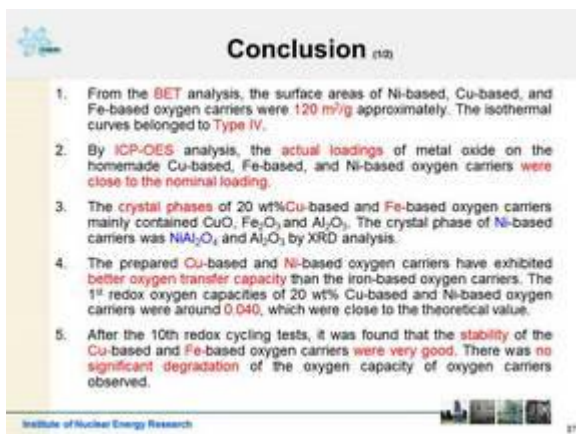 Conclusion (1/2)
1. From the BET analysis, the surface areas of Ni-based, Cu-based, and
Fe-based oxygen carriers were 120 m²/g approximately. The isothermal
curves belonged to Type IV.
2. By ICP-OES analysis, the actual loadings of metal oxide on the
homemade Cu-based, Fe-based, and Ni-based oxygen carriers were
close to the nominal loading.
3. The crystal phases of 20 wt%Cu-based and Fe-based oxygen carriers
mainly contained CuO, Fe₂O₃ and Al₂O₃. The crystal phase of Ni-based
carriers was NiAl₂O₄ and Al₂O₃ by XRD analysis.
4. The prepared Cu-based and Ni-based oxygen carriers have exhibited
better oxygen transfer capacity than the iron-based oxygen carriers. The
1st redox oxygen capacities of 20 wt% Cu-based and Ni-based oxygen
carriers were around 0.040, which were close to the theoretical value.
5. After the 10th redox cycling tests, it was found that the stability of the
Cu-based and Fe-based oxygen carriers were very good. There was no
significant degradation of the oxygen capacity of oxygen carriers
observed.
Institute of Nuclear Energy Research